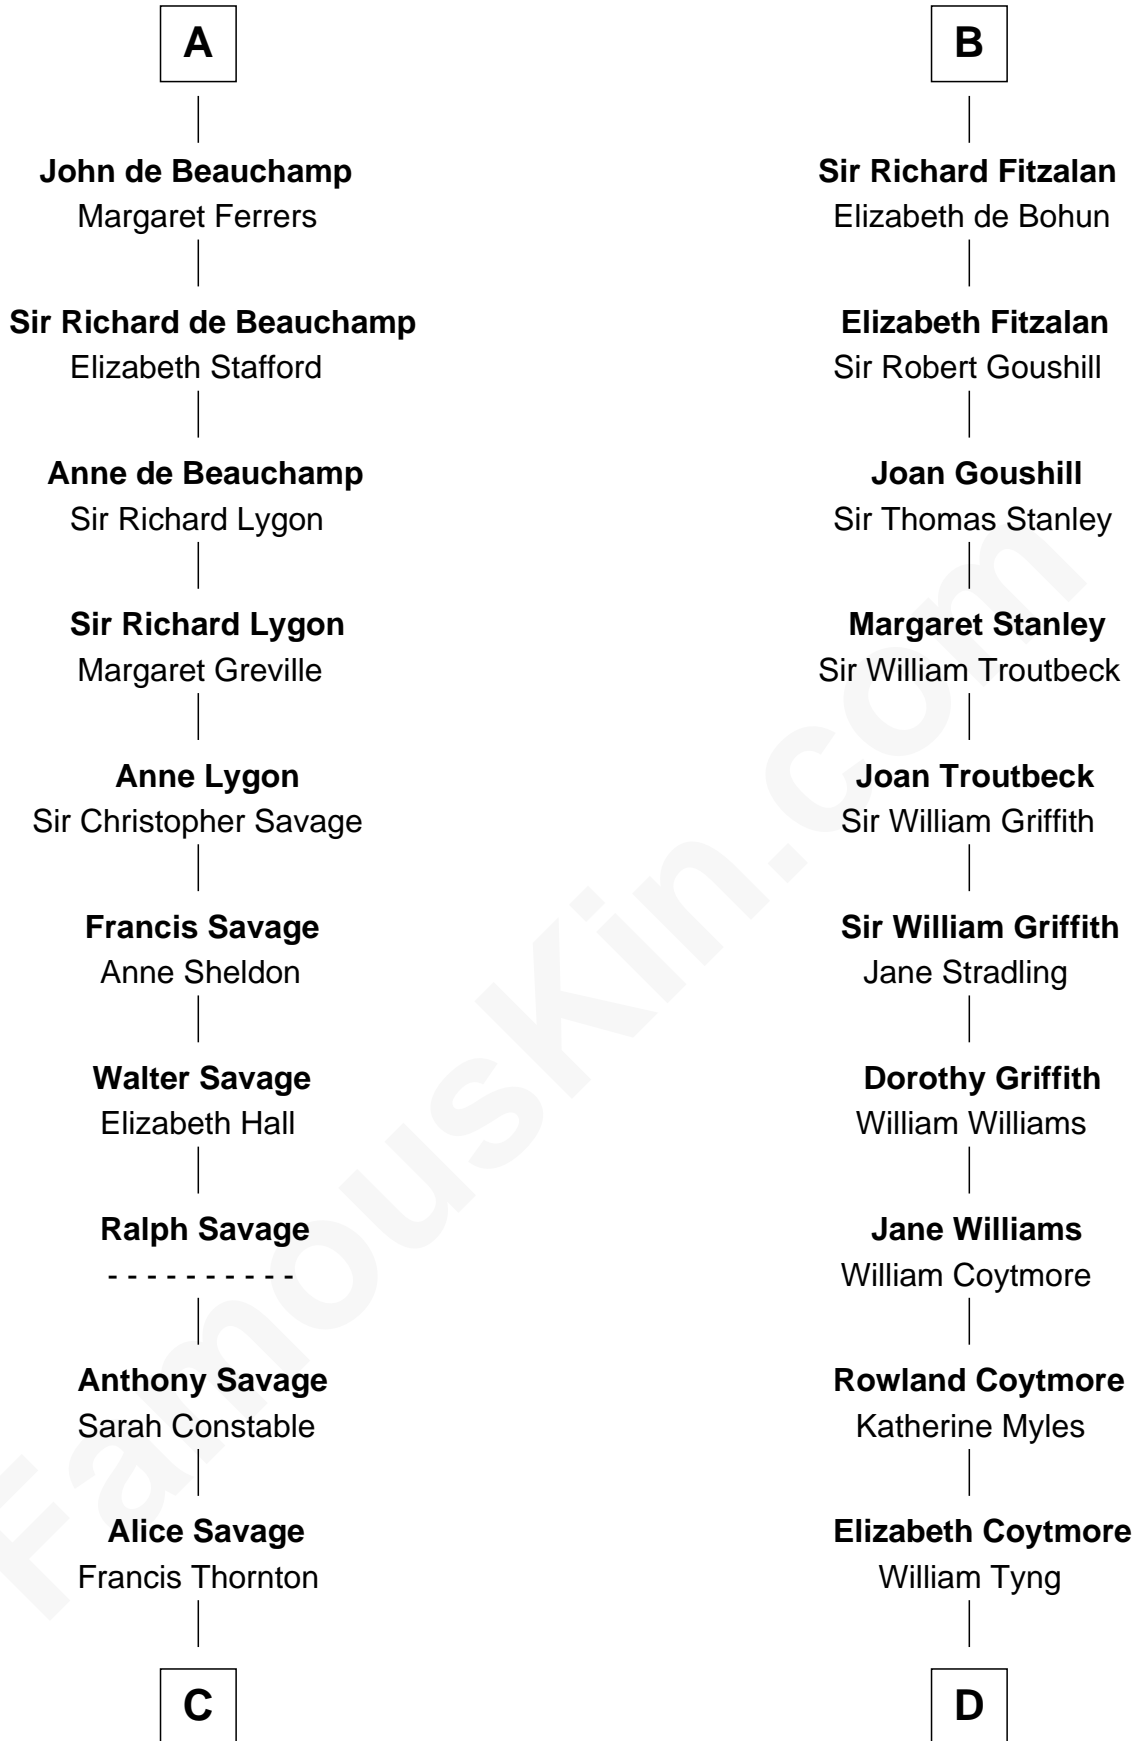 A
John de Beauchamp
Margaret Ferrers
Sir Richard de Beauchamp
Elizabeth Stafford
Anne de Beauchamp
Sir Richard Lygon
Sir Richard Lygon
Margaret Greville
Anne Lygon
Sir Christopher Savage
Francis Savage
Anne Sheldon
Walter Savage
Elizabeth Hall
Ralph Savage
- - - - - - - - - -
Anthony Savage
Sarah Constable
Alice Savage
Francis Thornton
C
B
Sir Richard Fitzalan
Elizabeth de Bohun
Elizabeth Fitzalan
Sir Robert Goushill
Joan Goushill
Sir Thomas Stanley
Margaret Stanley
Sir William Troutbeck
Joan Troutbeck
Sir William Griffith
Sir William Griffith
Jane Stradling
Dorothy Griffith
William Williams
Jane Williams
William Coytmore
Rowland Coytmore
Katherine Myles
Elizabeth Coytmore
William Tyng
D
FamousKin.com